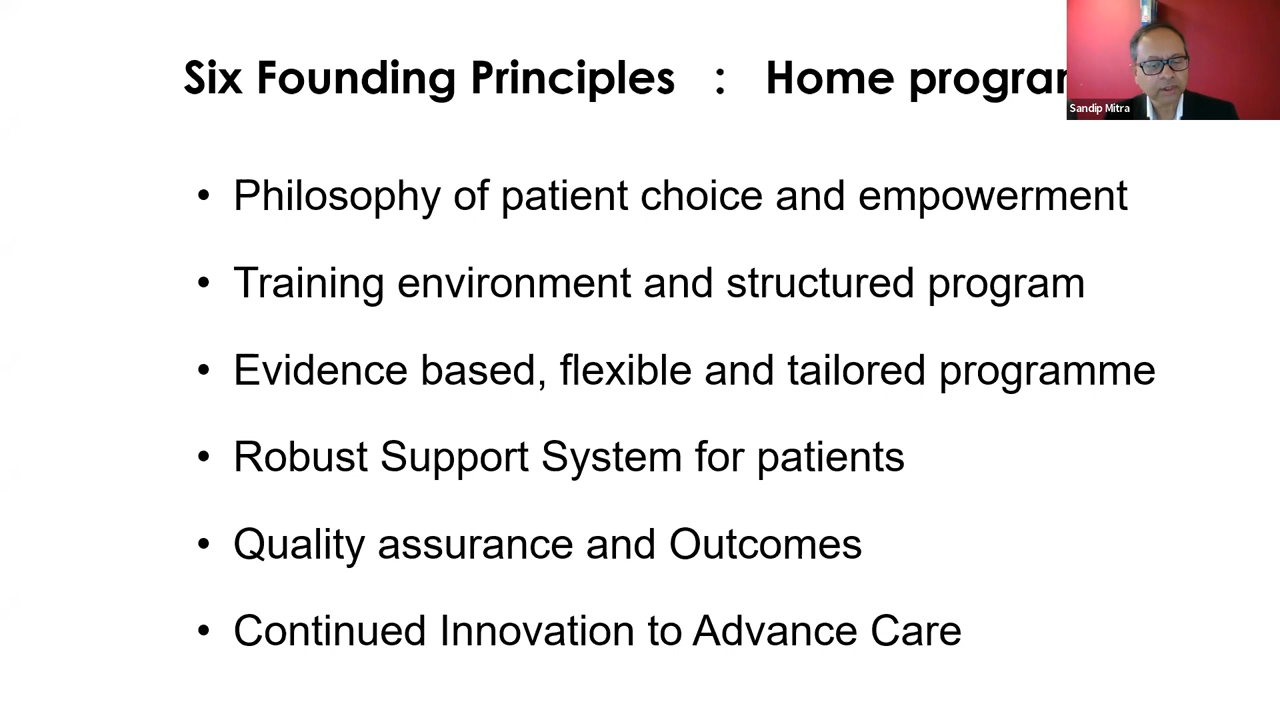 Six Founding Principles : Home program
Sandip Mitra
• Philosophy of patient choice and empowerment
• Training environment and structured program
• Evidence based, flexible and tailored programme
• Robust Support System for patients
• Quality assurance and Outcomes
• Continued Innovation to Advance Care